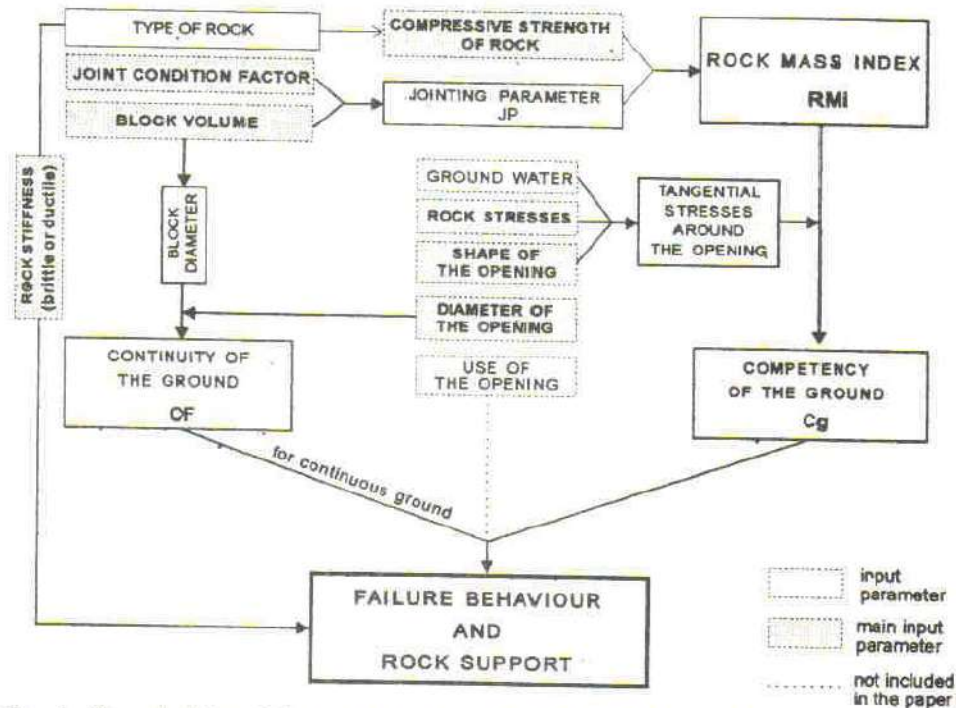 TYPE OF ROCK
COMPRESSIVE STRENGTH
OF ROCK
ROCK MASS INDEX
RMi
JOINT CONDITION FACTOR
JOINTING PARAMETER
JP
BLOCK VOLUME
ROCK STIFFNESS
(brittle or ductile)
BLOCK
DIAMETER
GROUND WATER
ROCK STRESSES
SHAPE OF
THE OPENING
TANGENTIAL
STRESSES
AROUND
THE OPENING
DIAMETER OF
THE OPENING
USE OF
THE OPENING
CONTINUITY OF
THE GROUND
CF
COMPETENCY
OF THE GROUND
Cg
for continuous ground
FAILURE BEHAVIOUR
AND
ROCK SUPPORT
input
parameter
main input
parameter
not included
in the paper